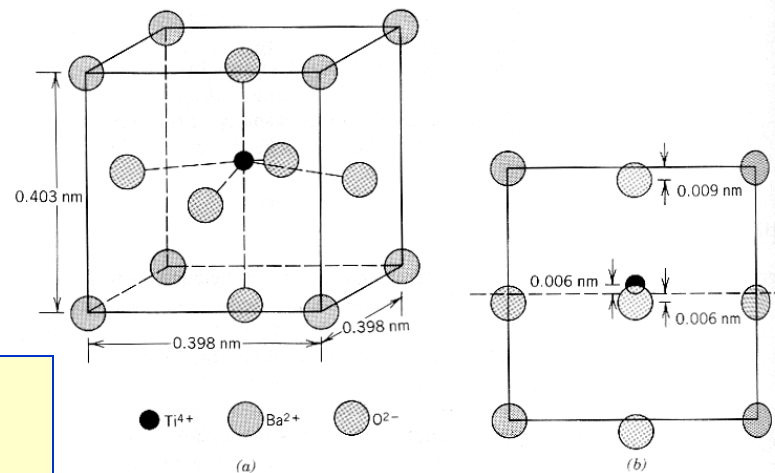 0.403 nm
0.398 nm
0.398 nm
Ti4+
Ba2+
O2−
(a)
0.009 nm
0.006 nm
0.006 nm
(b)